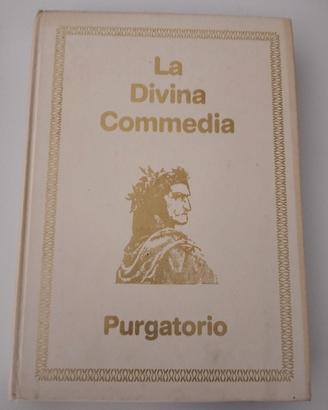 La
Divina
Commedia
Purgatorio